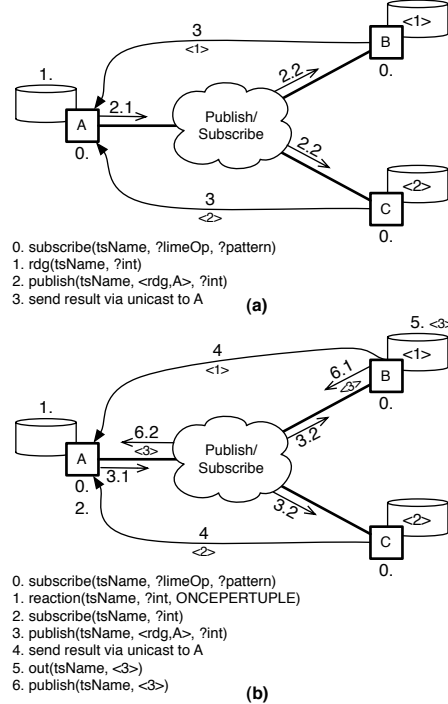 3
<1>
B
<1>
0.
1.
2.1
2.2
A
Publish/
Subscribe
0.
2.2
3
<2>
C
<2>
0.
0. subscribe(tsName, ?limeOp, ?pattern)
1. rdg(tsName, ?int)
2. publish(tsName, <rdg,A>, ?int)
3. send result via unicast to A
(a)
5. <3>
4
<1>
B
<1>
6.1
<3>
0.
1.
6.2
<3>
A
Publish/
Subscribe
3.2
0.
3.1
2.
3.2
4
<2>
C
<2>
0.
0. subscribe(tsName, ?limeOp, ?pattern)
1. reaction(tsName, ?int, ONCEPERTUPLE)
2. subscribe(tsName, ?int)
3. publish(tsName, <rdg,A>, ?int)
4. send result via unicast to A
5. out(tsName, <3>)
6. publish(tsName, <3>)
(b)